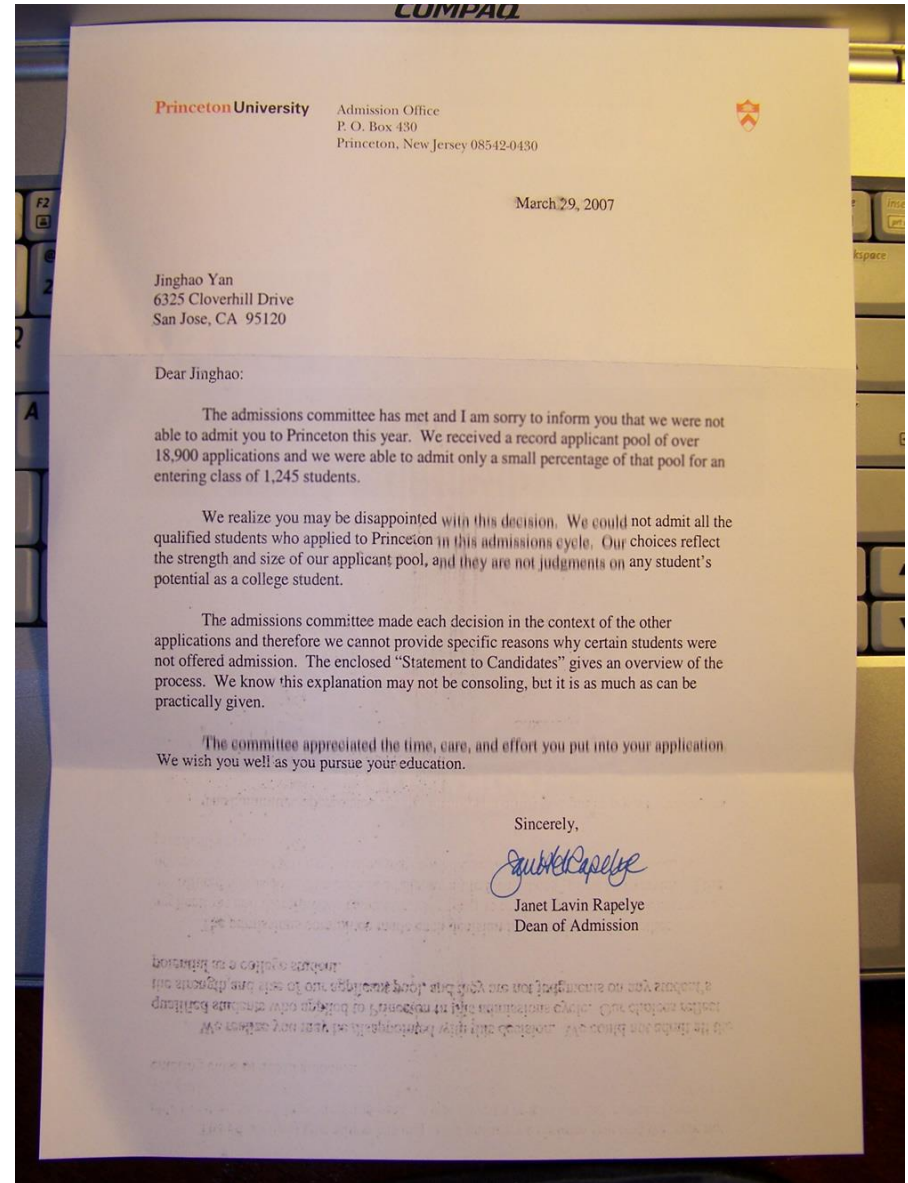 COMPAQ
Princeton University
Admission Office
P. O. Box 430
Princeton, New Jersey 08542-0430
March 29, 2007
Jinghao Yan
6325 Cloverhill Drive
San Jose, CA 95120
Dear Jinghao:
The admissions committee has met and I am sorry to inform you that we were not
able to admit you to Princeton this year. We received a record applicant pool of over
18,900 applications and we were able to admit only a small percentage of that pool for an
entering class of 1,245 students.
We realize you may be disappointed with this decision. We could not admit all the
qualified students who applied to Princeton in this admissions cycle. Our choices reflect
the strength and size of our applicant pool, and they are not judgments on any student's
potential as a college student.
The admissions committee made each decision in the context of the other
applications and therefore we cannot provide specific reasons why certain students were
not offered admission. The enclosed “Statement to Candidates” gives an overview of the
process. We know this explanation may not be consoling, but it is as much as can be
practically given.
The committee appreciated the time, care, and effort you put into your application
We wish you well as you pursue your education.
Sincerely,
Janet Lavin Rapelye
Dean of Admission
F2
@
2
Q
A